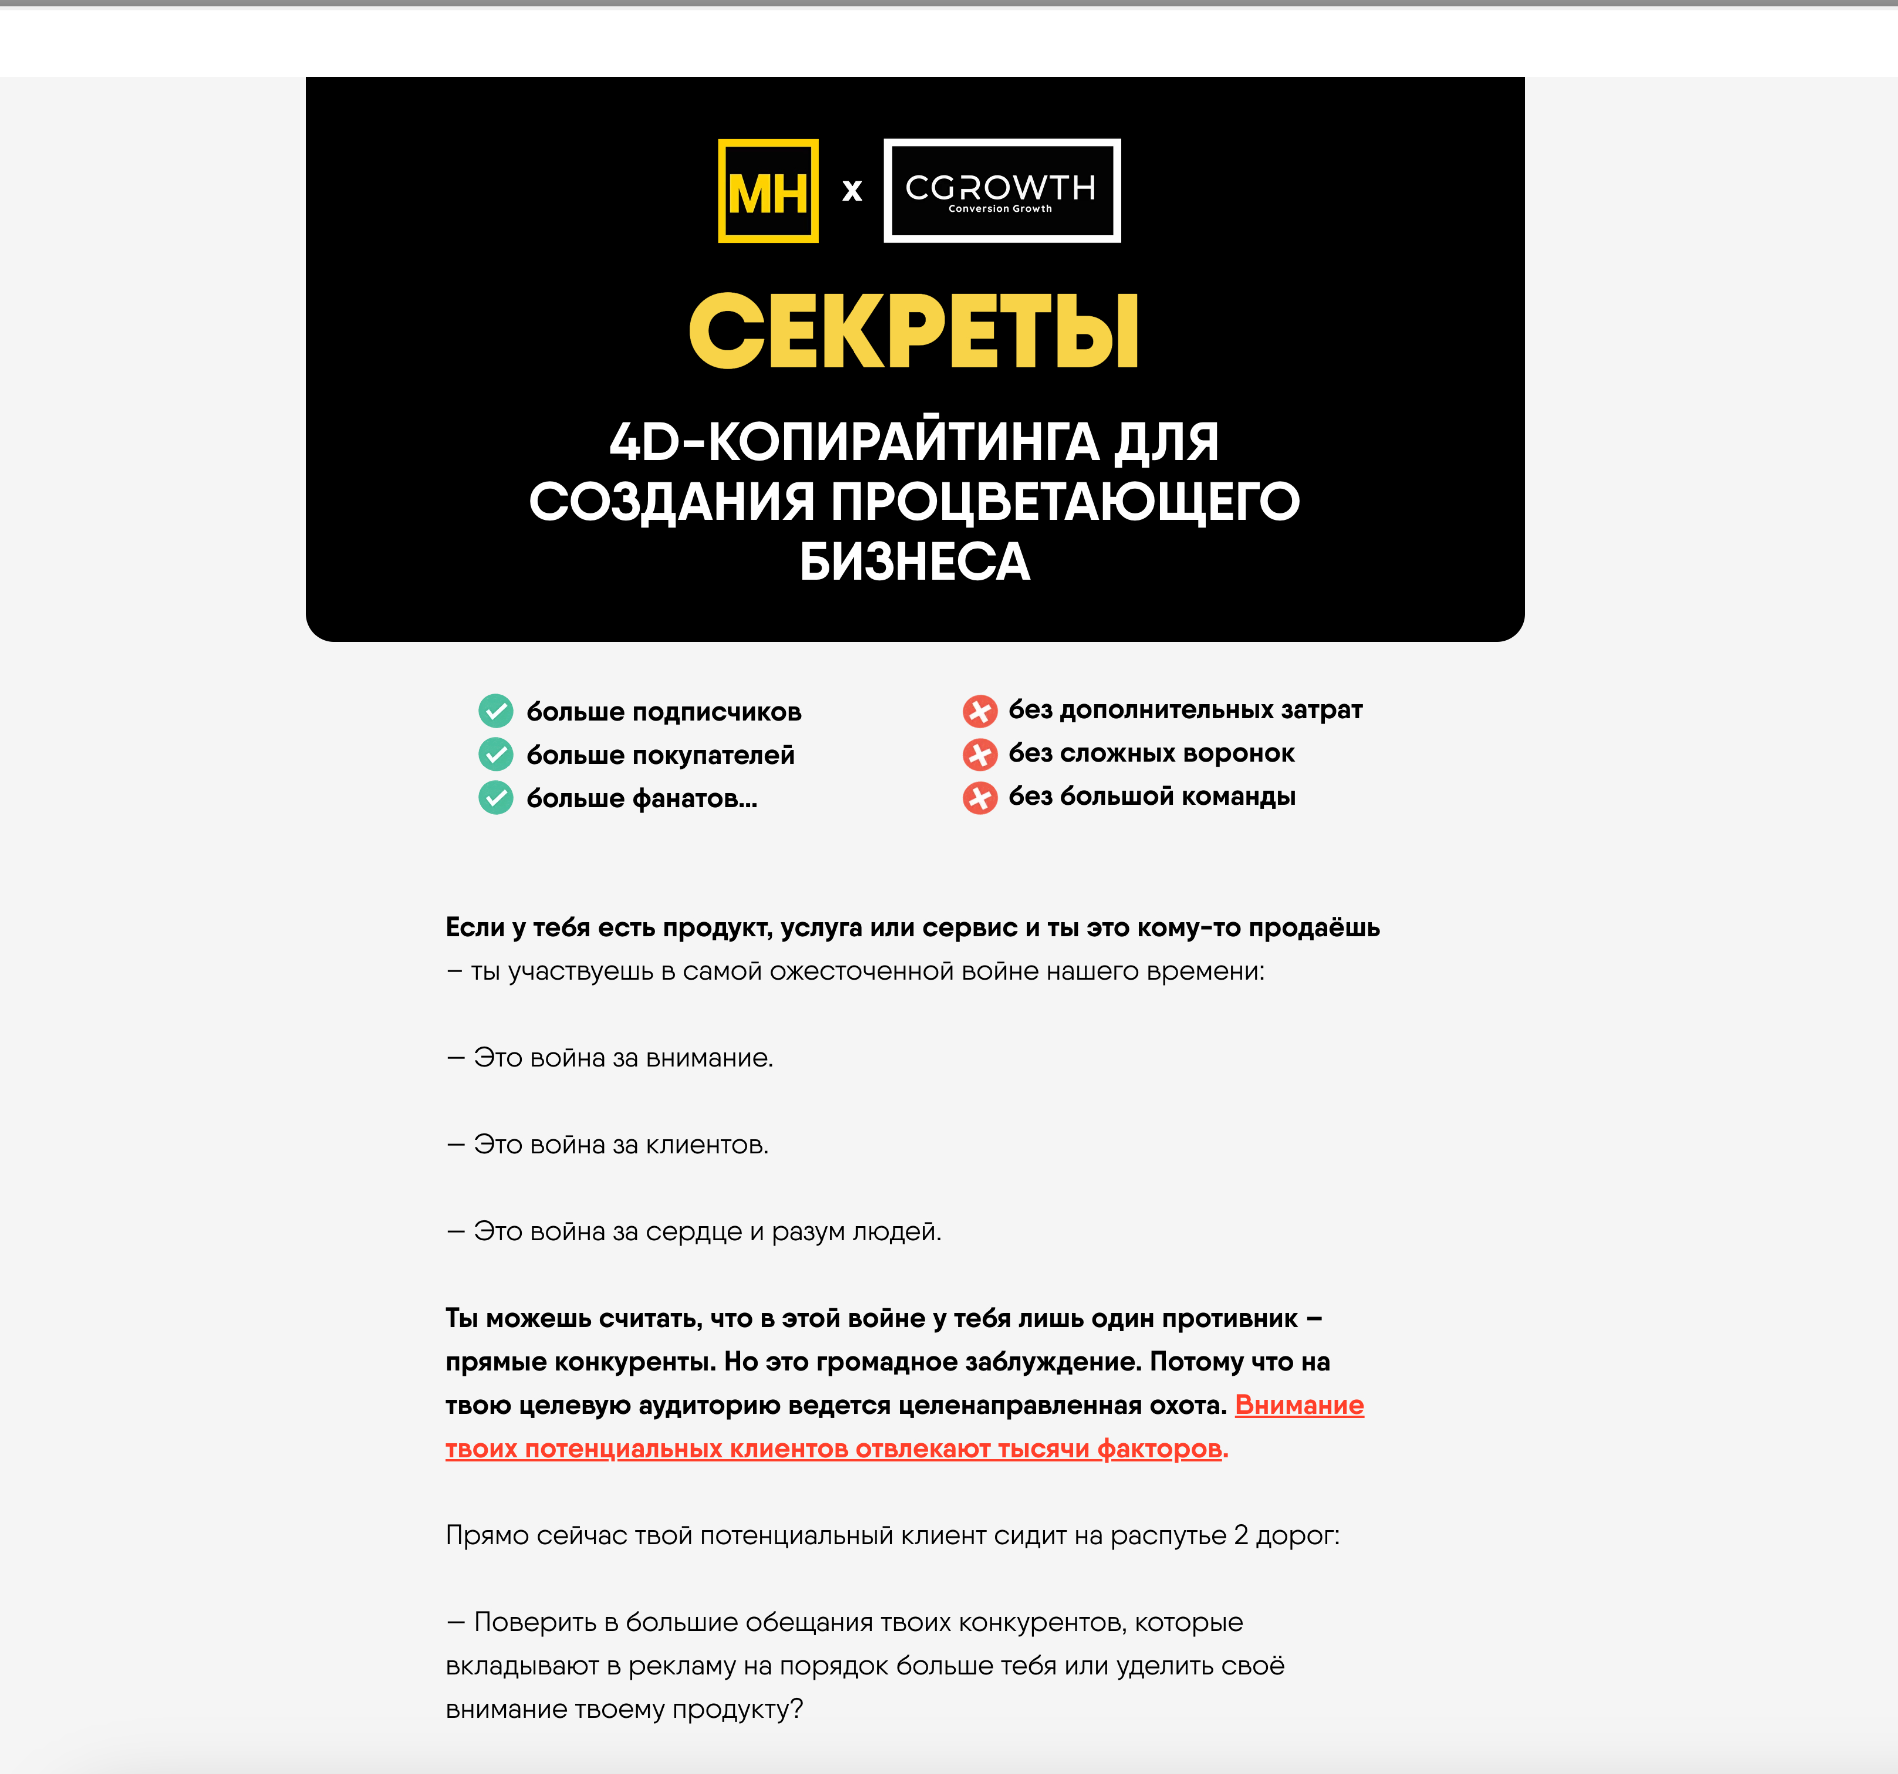 MH x CGROWTH
Conversion Growth
СЕКРЕТЫ
4D-КОПИРАЙТИНГА ДЛЯ
СОЗДАНИЯ ПРОЦВЕТАЮЩЕГО
БИЗНЕСА
больше подписчиков
больше покупателей
больше фанатов...
без дополнительных затрат
без сложных воронок
без большой команды
Если у тебя есть продукт, услуга или сервис и ты это кому-то продаёшь
– ты участвуешь в самой ожесточенной войне нашего времени:
— Это война за внимание.
— Это война за клиентов.
— Это война за сердце и разум людей.
Ты можешь считать, что в этой войне у тебя лишь один противник –
прямые конкуренты. Но это громадное заблуждение. Потому что на
твою целевую аудиторию ведется целенаправленная охота. Внимание
твоих потенциальных клиентов отвлекают тысячи факторов.
Прямо сейчас твой потенциальный клиент сидит на распутье 2 дорог:
— Поверить в большие обещания твоих конкурентов, которые
вкладывают в рекламу на порядок больше тебя или уделить своё
внимание твоему продукту?